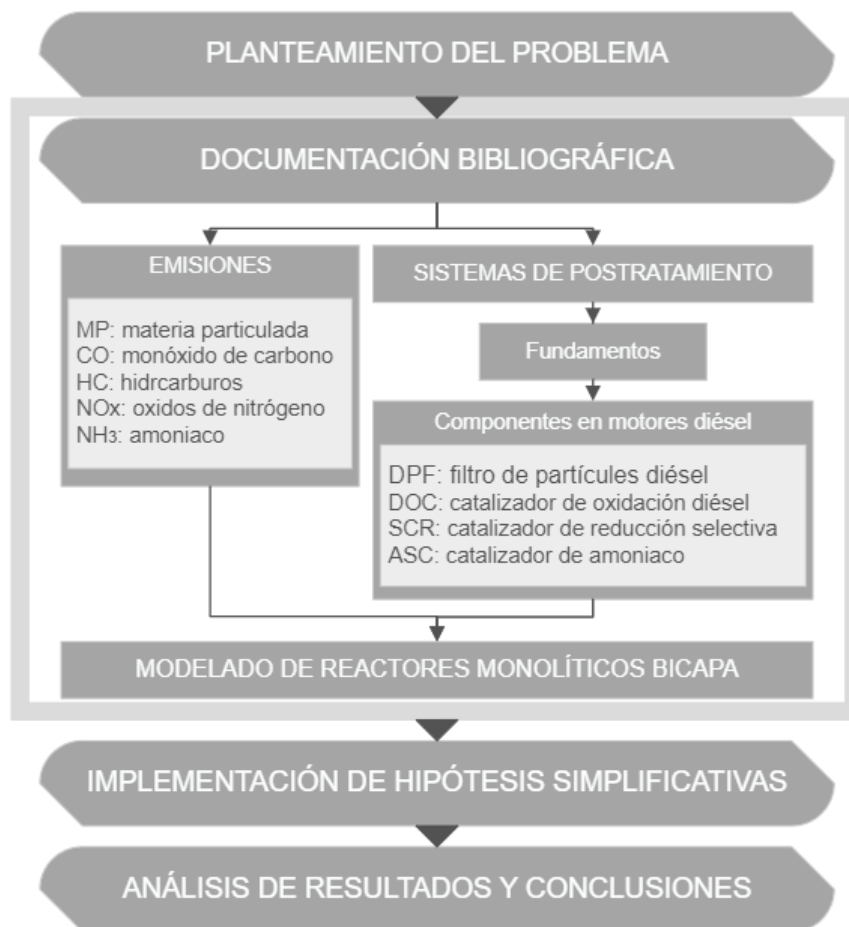 PLANTEAMIENTO DEL PROBLEMA
DOCUMENTACIÓN BIBLIOGRÁFICA
EMISIONES
MP: materia particulada
CO: monóxido de carbono
HC: hidrcarburos
NOx: oxidos de nitrógeno
NH₃: amoniaco
SISTEMAS DE POSTRATAMIENTO
Fundamentos
Componentes en motores diésel
DPF: filtro de partícules diésel
DOC: catalizador de oxidación diésel
SCR: catalizador de reducción selectiva
ASC: catalizador de amoniaco
MODELADO DE REACTORES MONOLÍTICOS BICAPA
IMPLEMENTACIÓN DE HIPÓTESIS SIMPLIFICATIVAS
ANÁLISIS DE RESULTADOS Y CONCLUSIONES